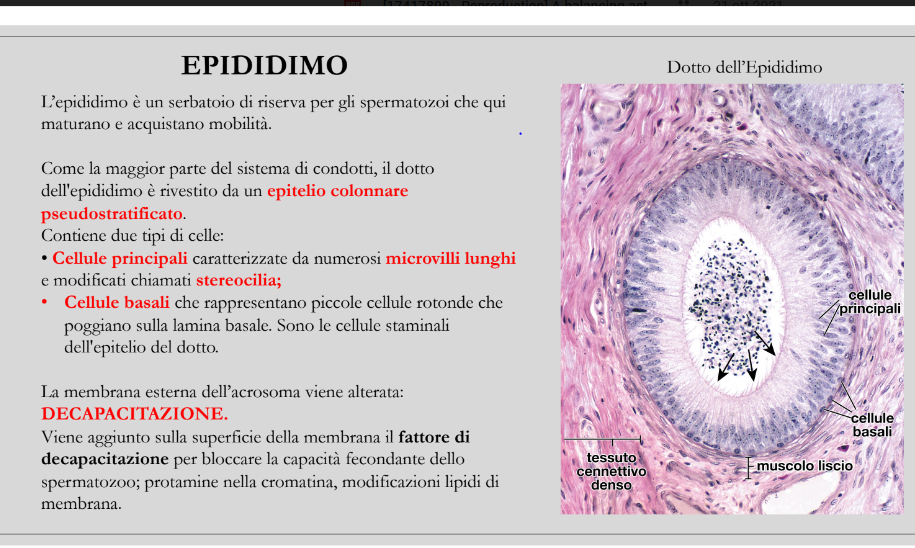 EPIDIDIMO
L'epididimo è un serbatoio di riserva per gli spermatozoi che qui
maturano e acquistano mobilità.
Come la maggior parte del sistema di condotti, il dotto
dell'epididimo è rivestito da un epitelio colonnare
pseudostratificato.
Contiene due tipi di celle:
• Cellule principali caratterizzate da numerosi microvilli lunghi
e modificati chiamati stereocilia;
• Cellule basali che rappresentano piccole cellule rotonde che
poggiano sulla lamina basale. Sono le cellule staminali
dell'epitelio del dotto.
La membrana esterna dell'acrosoma viene alterata:
DECAPACITAZIONE.
Viene aggiunto sulla superficie della membrana il fattore di
decapacitazione per bloccare la capacità fecondante dello
spermatozoo; protamine nella cromatina, modificazioni lipidi di
membrana.
Dotto dell'Epididimo
cellule
principali
cellule
basali
tessuto
cennettivo
denso
muscolo liscio